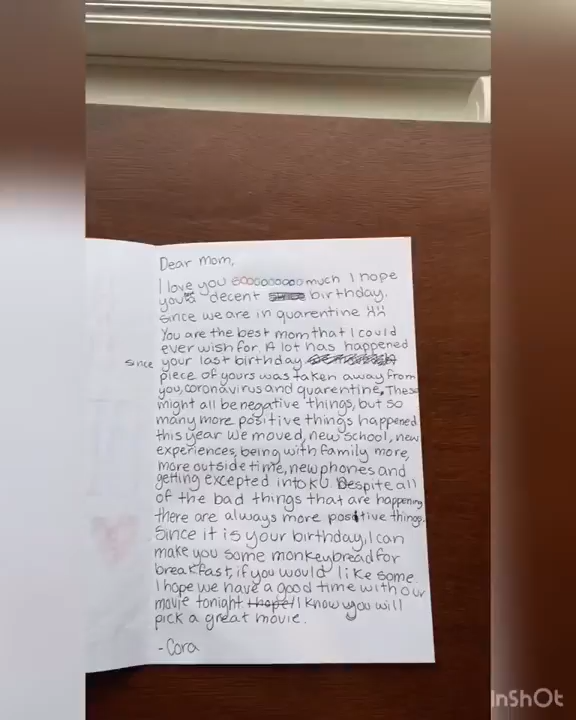 Dear Mom,
I love you soooooooooo much I hope
you decent birthday.
Since we are in quarentine
You are the best mom that I could
ever wish for. A lot has happened
since your last birthday
piece of yours was taken away from
you, coronavirus and quarentine. These
might all be negative things, but so
many more positive things happened
this year we moved, new school, new
experiences, being with family more,
more outside time, new phones and
getting excepted into KU. Despite all
of the bad things that are happening
there are always more positive things.
Since it is your birthday, I can
make you some monkeybread for
breakfast, if you would like some.
I hope we have a good time with our
movie tonight. I hope I know you will
pick a great movie.
-Cora
InShOt